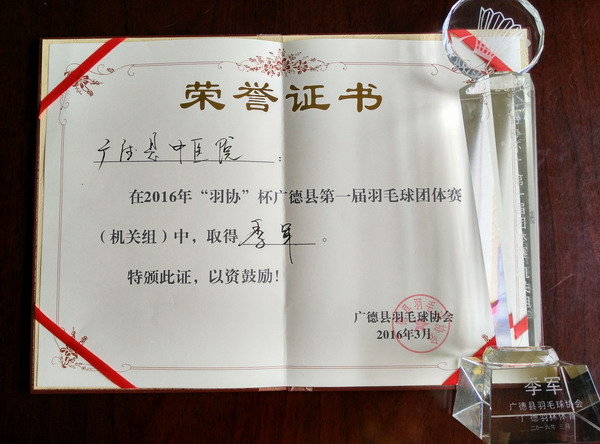 荣誉证书
广德县中医院：
在2016年“羽协”杯广德县第一届羽毛球团体赛
（机关组）中，取得季军。
特颁此证，以资鼓励！
广德县羽毛球协会
2016年3月
季军
广德县羽毛球协会